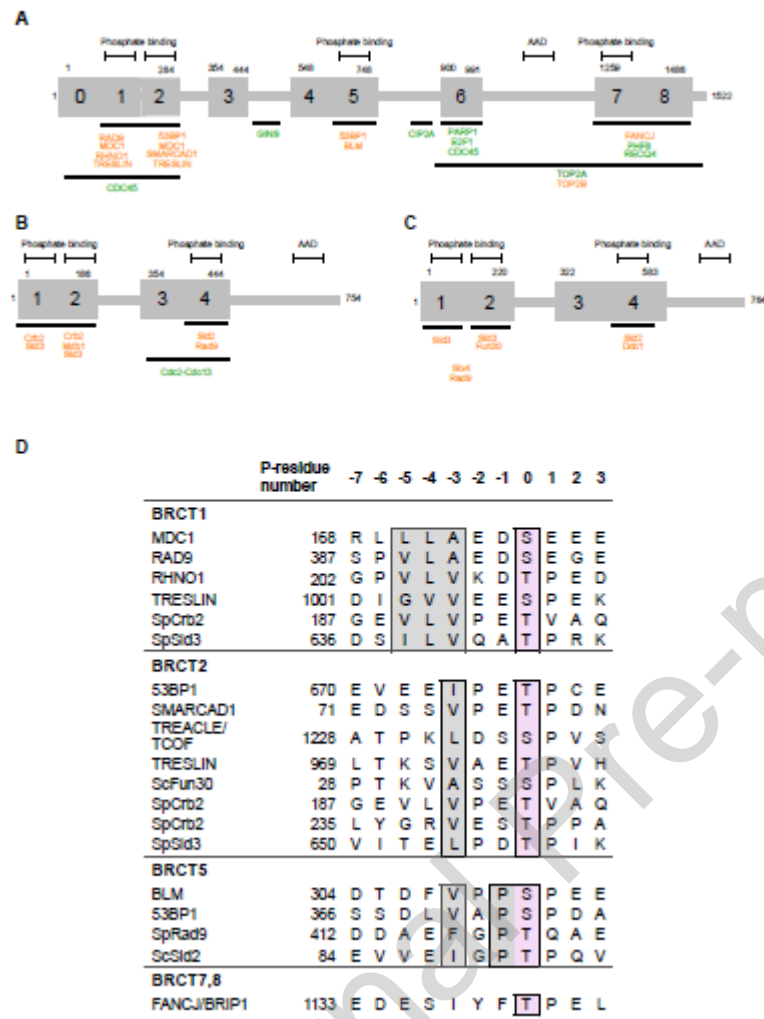 A
Phosphate binding
Phosphate binding
AAD
Phosphate binding
1 284 354 444 548 748 900 991 1259 1486
1 0 1 2 3 4 5 6 7 8 1522
RAD9
MDC1
RHNO1
TRESLIN
53BP1
MDC1
SMARCAD1
TRESLIN
CDC45
GINS
53BP1
BLM
CIP2A
PARP1
E2F1
CDC45
FANCJ
PHF8
RECQ4
TOP2A
TOP2B
B
Phosphate binding
Phosphate binding
AAD
1 186 354 444
1 1 2 3 4 754
Crb2
Sld3
Crb2
Mdb1
Sld3
Sld2
Rad9
Cdc2-Cdc13
C
Phosphate binding
Phosphate binding
AAD
1 220 322 583
1 1 2 3 4 764
Sld3
Sld3
Fun30
Slx4
Rad9
Sld2
Ddc1
D
P-residue number -7 -6 -5 -4 -3 -2 -1 0 1 2 3
BRCT1
MDC1 168 R L L L A E D S E E E
RAD9 387 S P V L A E D S E G E
RHNO1 202 G P V L V K D T P E D
TRESLIN 1001 D I G V V E E S P E K
SpCrb2 187 G E V L V P E T V A Q
SpSld3 636 D S I L V Q A T P R K
BRCT2
53BP1 670 E V E E I P E T P C E
SMARCAD1 71 E D S S V P E T P D N
TREACLE/
TCOF 1228 A T P K L D S S P V S
TRESLIN 969 L T K S V A E T P V H
ScFun30 28 P T K V A S S S P L K
SpCrb2 187 G E V L V P E T V A Q
SpCrb2 235 L Y G R V E S T P P A
SpSld3 650 V I T E L P D T P I K
BRCT5
BLM 304 D T D F V P P S P E E
53BP1 366 S S D L V A P S P D A
SpRad9 412 D D A E F G P T Q A E
ScSld2 84 E V V E I G P T P Q V
BRCT7,8
FANCJ/BRIP1 1133 E D E S I Y F T P E L